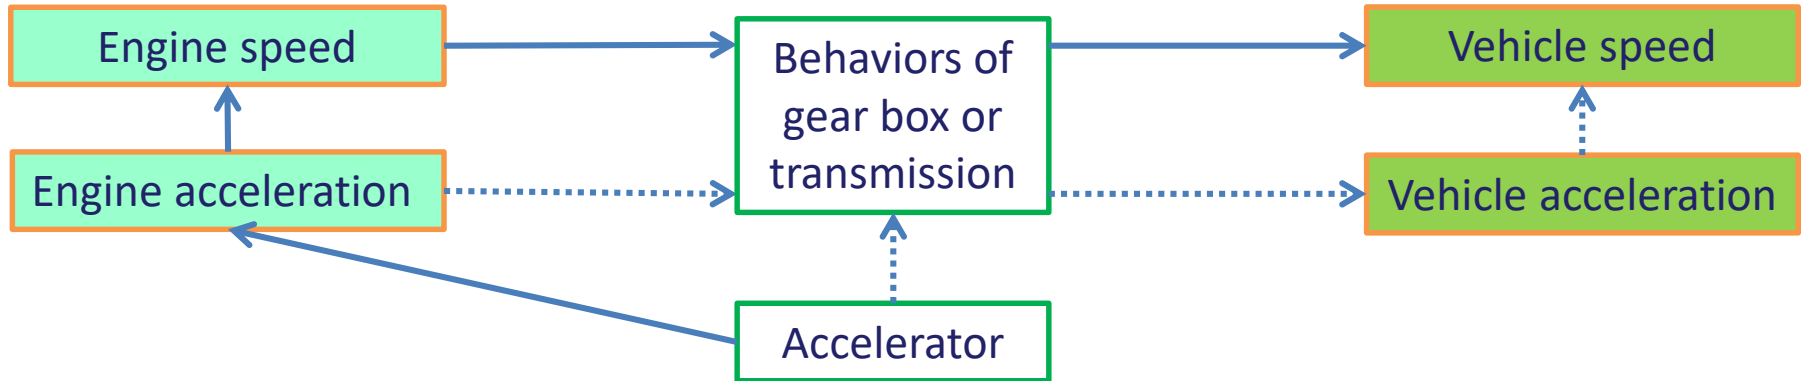 Engine speed
Behaviors of
gear box or
transmission
Vehicle speed
Engine acceleration
Vehicle acceleration
Accelerator